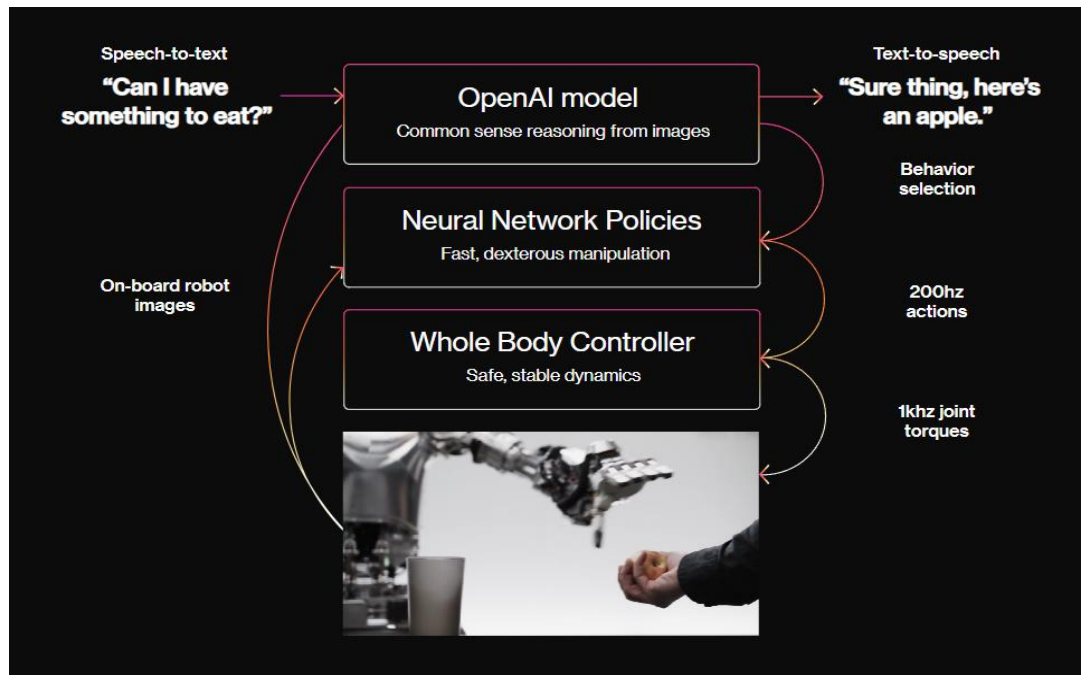 Speech-to-text
“Can I have
something to eat?”
OpenAI model
Common sense reasoning from images
Text-to-speech
“Sure thing, here’s
an apple.”
Behavior
selection
Neural Network Policies
Fast, dexterous manipulation
On-board robot
images
200hz
actions
Whole Body Controller
Safe, stable dynamics
1khz joint
torques